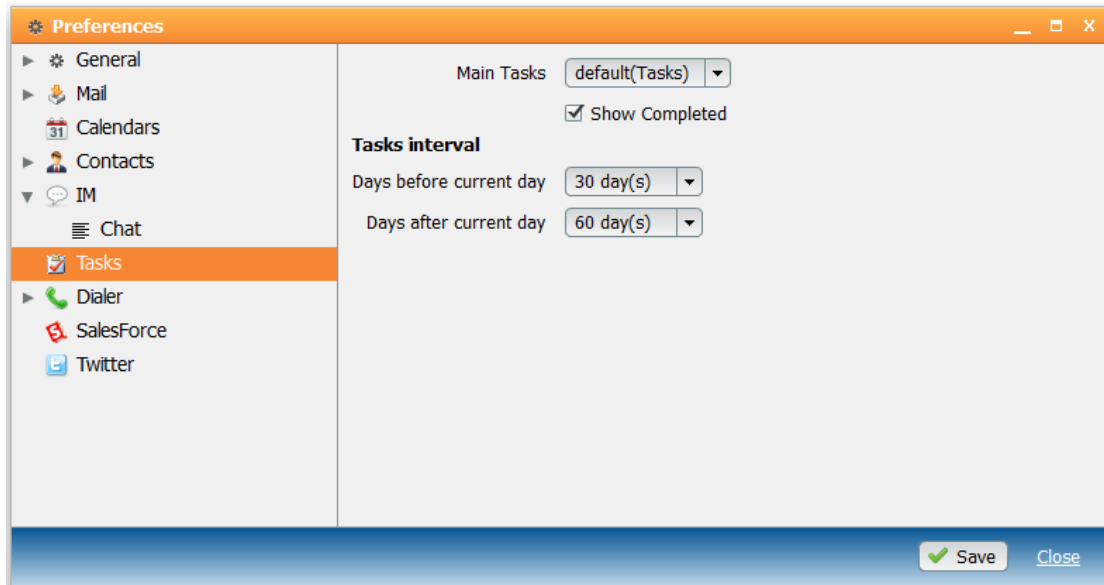 Preferences
General
Mail
31 Calendars
Contacts
IM
Chat
Tasks
Dialer
SalesForce
Twitter
Main Tasks default(Tasks)
Show Completed
Tasks interval
Days before current day 30 day(s)
Days after current day 60 day(s)
Save Close